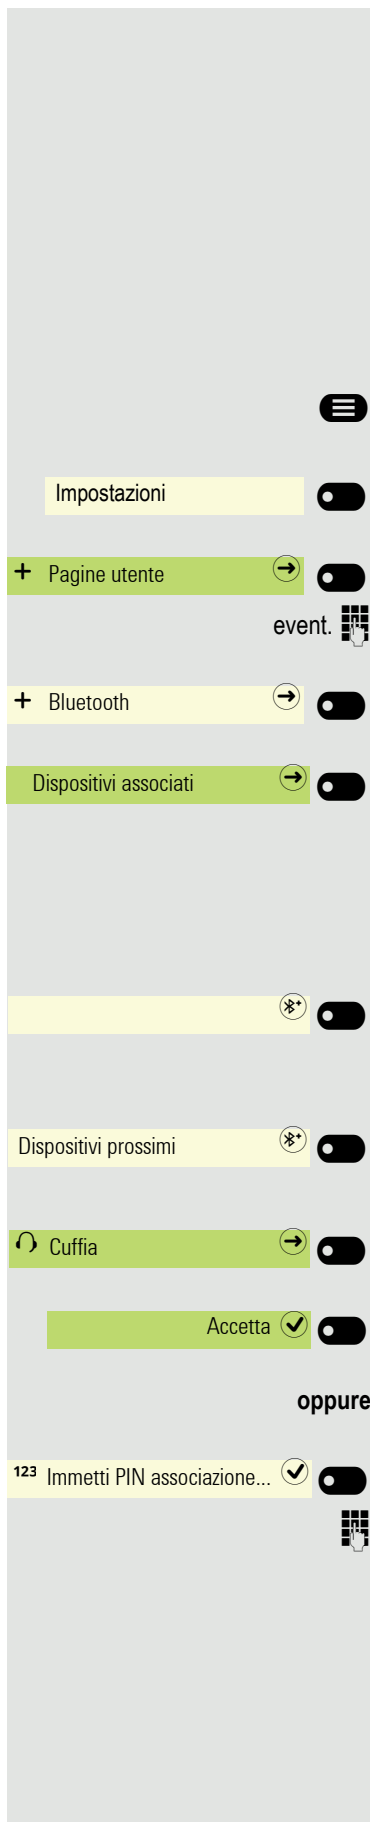 Impostazioni
+ Pagine utente
event.
+ Bluetooth
Dispositivi associati
Dispositivi prossimi
Cuffia
Accetta
oppure
123 Immetti PIN associazione...